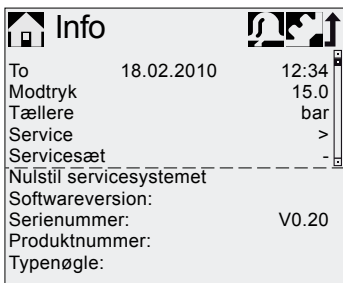 Info
To 18.02.2010 12:34
Modtryk 15.0
Tællere bar
Service >
Servicesæt -
Nulstil servicesystemet
Softwareversion:
Serienummer: V0.20
Produktnummer:
Typenøgle: